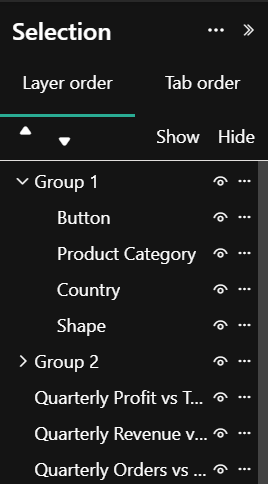 Selection
Layer order Tab order
Show Hide
Group 1
Button
Product Category
Country
Shape
Group 2
Quarterly Profit vs T...
Quarterly Revenue v...
Quarterly Orders vs ...